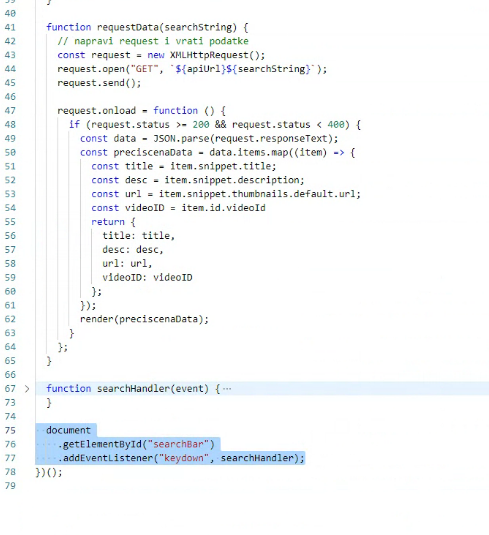 39 }
40
41 function requestData(searchString) {
42 // napravi request i vrati podatke
43 const request = new XMLHttpRequest();
44 request.open("GET", `${apiUrl}${searchString}`);
45 request.send();
46
47 request.onload = function () {
48 if (request.status >= 200 && request.status < 400) {
49 const data = JSON.parse(request.responseText);
50 const preciscenaData = data.items.map((item) => {
51 const title = item.snippet.title;
52 const desc = item.snippet.description;
53 const url = item.snippet.thumbnails.default.url;
54 const videoID = item.id.videoId
55 return {
56 title: title,
57 desc: desc,
58 url: url,
59 videoID: videoID
60 };
61 });
62 render(preciscenaData);
63 }
64 };
65 }
66
67 > function searchHandler(event) { ···
73 }
74
75 document
76 .getElementById("searchBar")
77 .addEventListener("keydown", searchHandler);
78 })();
79